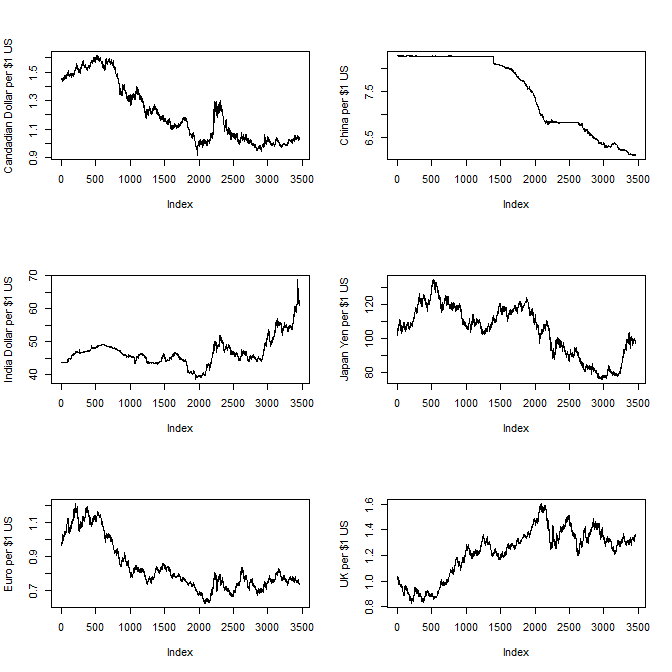 Candadian Dollar per $1 US
0.9 1.1 1.3 1.5
0 500 1000 1500 2000 2500 3000 3500
Index
China per $1 US
6.5 7.5
0 500 1000 1500 2000 2500 3000 3500
Index
India Dollar per $1 US
40 50 60 70
0 500 1000 1500 2000 2500 3000 3500
Index
Japan Yen per $1 US
80 100 120
0 500 1000 1500 2000 2500 3000 3500
Index
Euro per $1 US
0.7 0.9 1.1
0 500 1000 1500 2000 2500 3000 3500
Index
UK per $1 US
0.8 1.0 1.2 1.4 1.6
0 500 1000 1500 2000 2500 3000 3500
Index